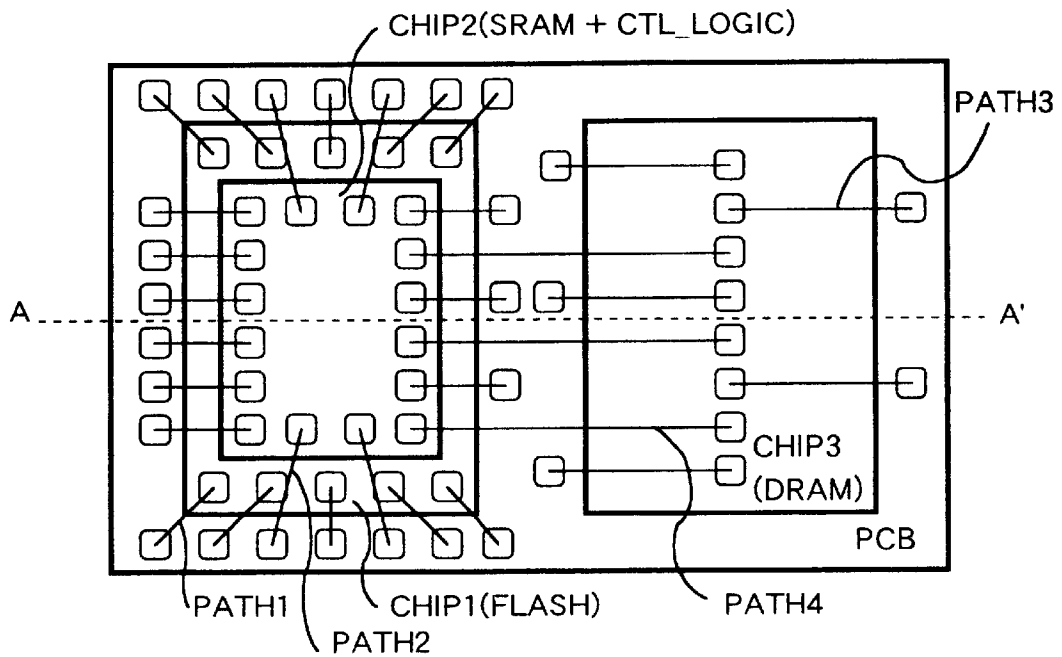 CHIP2(SRAM + CTL_LOGIC)
PATH3
A
A'
CHIP3
(DRAM)
PCB
PATH1
CHIP1(FLASH)
PATH4
PATH2